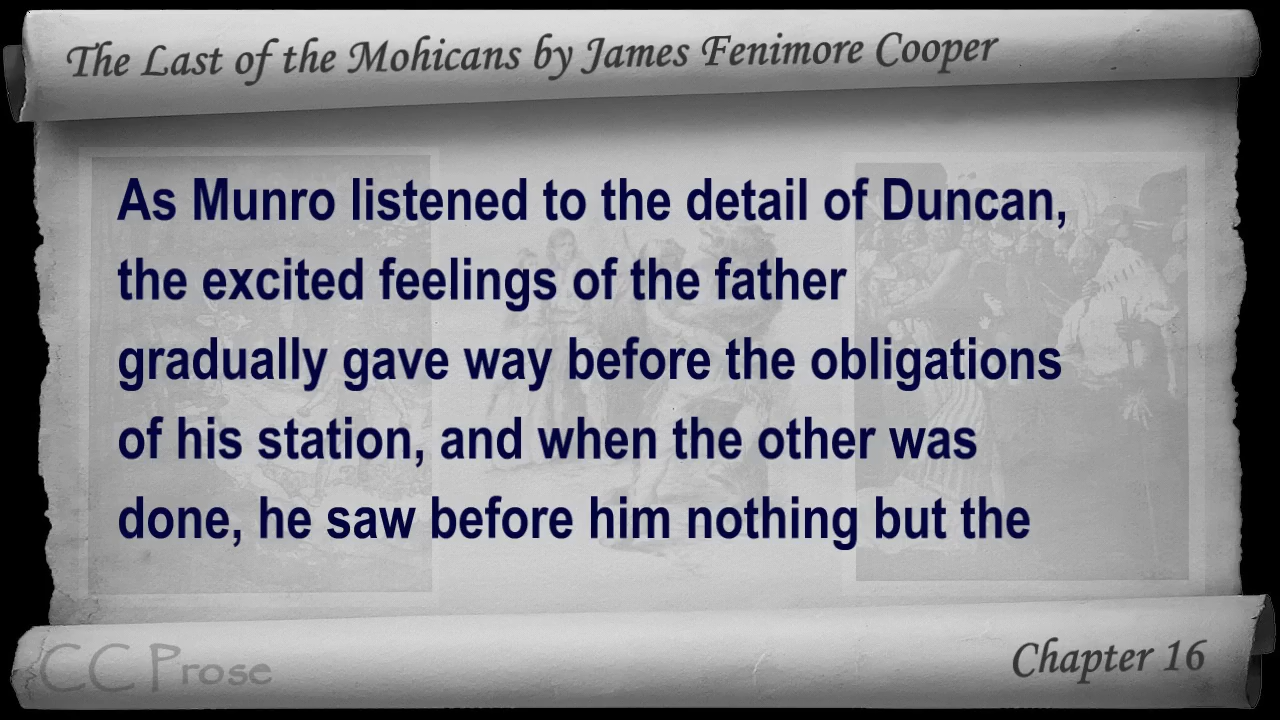 The Last of the Mohicans by James Fenimore Cooper
As Munro listened to the detail of Duncan,
the excited feelings of the father
gradually gave way before the obligations
of his station, and when the other was
done, he saw before him nothing but the
CC Prose
Chapter 16